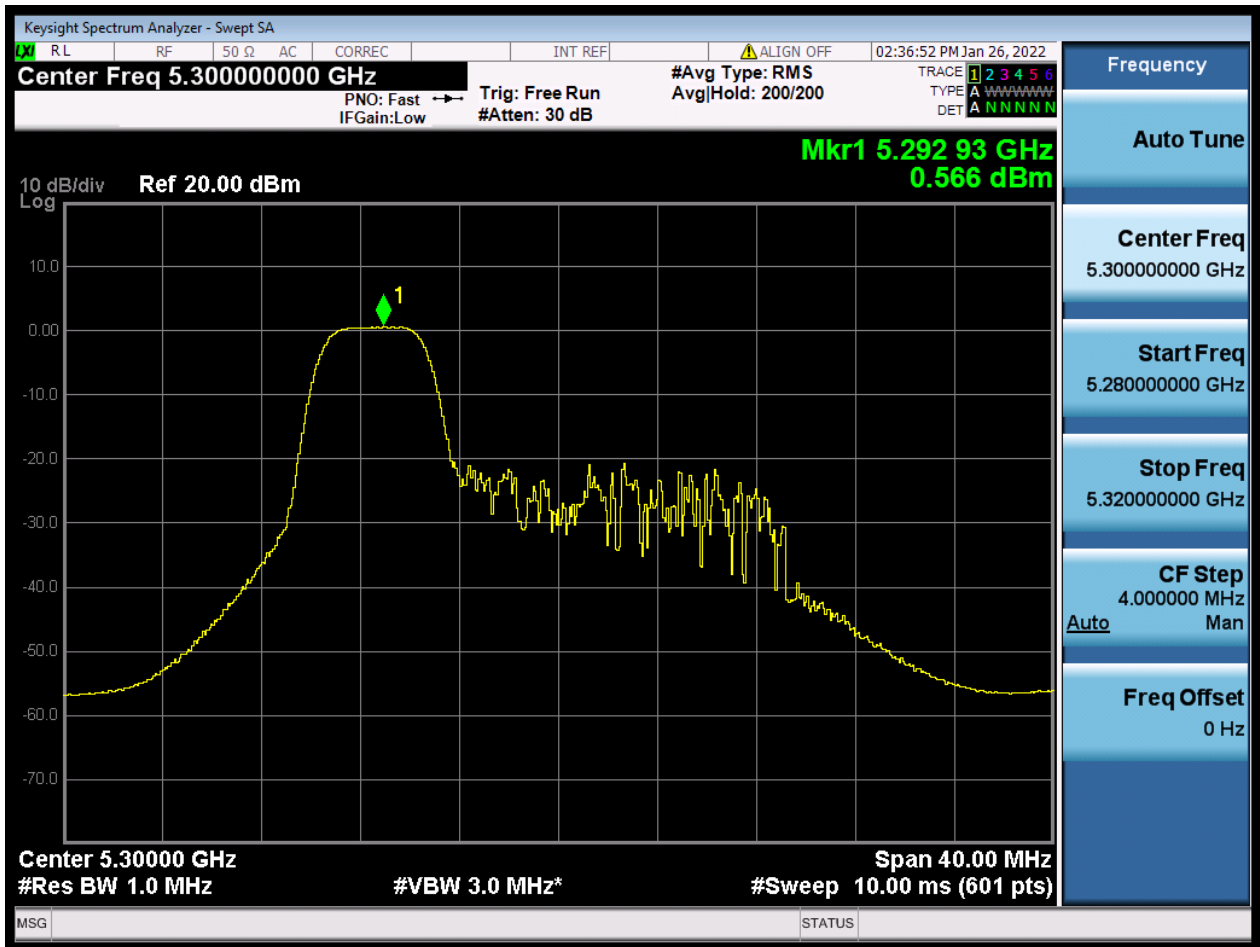 Keysight Spectrum Analyzer - Swept SA
LXI RL RF 50 Ω AC CORREC INT REF ALIGN OFF 02:36:52 PM Jan 26, 2022
Center Freq 5.300000000 GHz
PNO: Fast
IFGain:Low
Trig: Free Run
#Atten: 30 dB
#Avg Type: RMS
Avg|Hold: 200/200
TRACE 1 2 3 4 5 6
TYPE A WWWWW
DET A N N N N N
Mkr1 5.292 93 GHz
0.566 dBm
10 dB/div Ref 20.00 dBm
Log
10.0
0.00
-10.0
-20.0
-30.0
-40.0
-50.0
-60.0
-70.0
1
Center 5.30000 GHz Span 40.00 MHz
#Res BW 1.0 MHz #VBW 3.0 MHz* #Sweep 10.00 ms (601 pts)
MSG STATUS
Frequency
Auto Tune
Center Freq
5.300000000 GHz
Start Freq
5.280000000 GHz
Stop Freq
5.320000000 GHz
CF Step
4.000000 MHz
Auto Man
Freq Offset
0 Hz